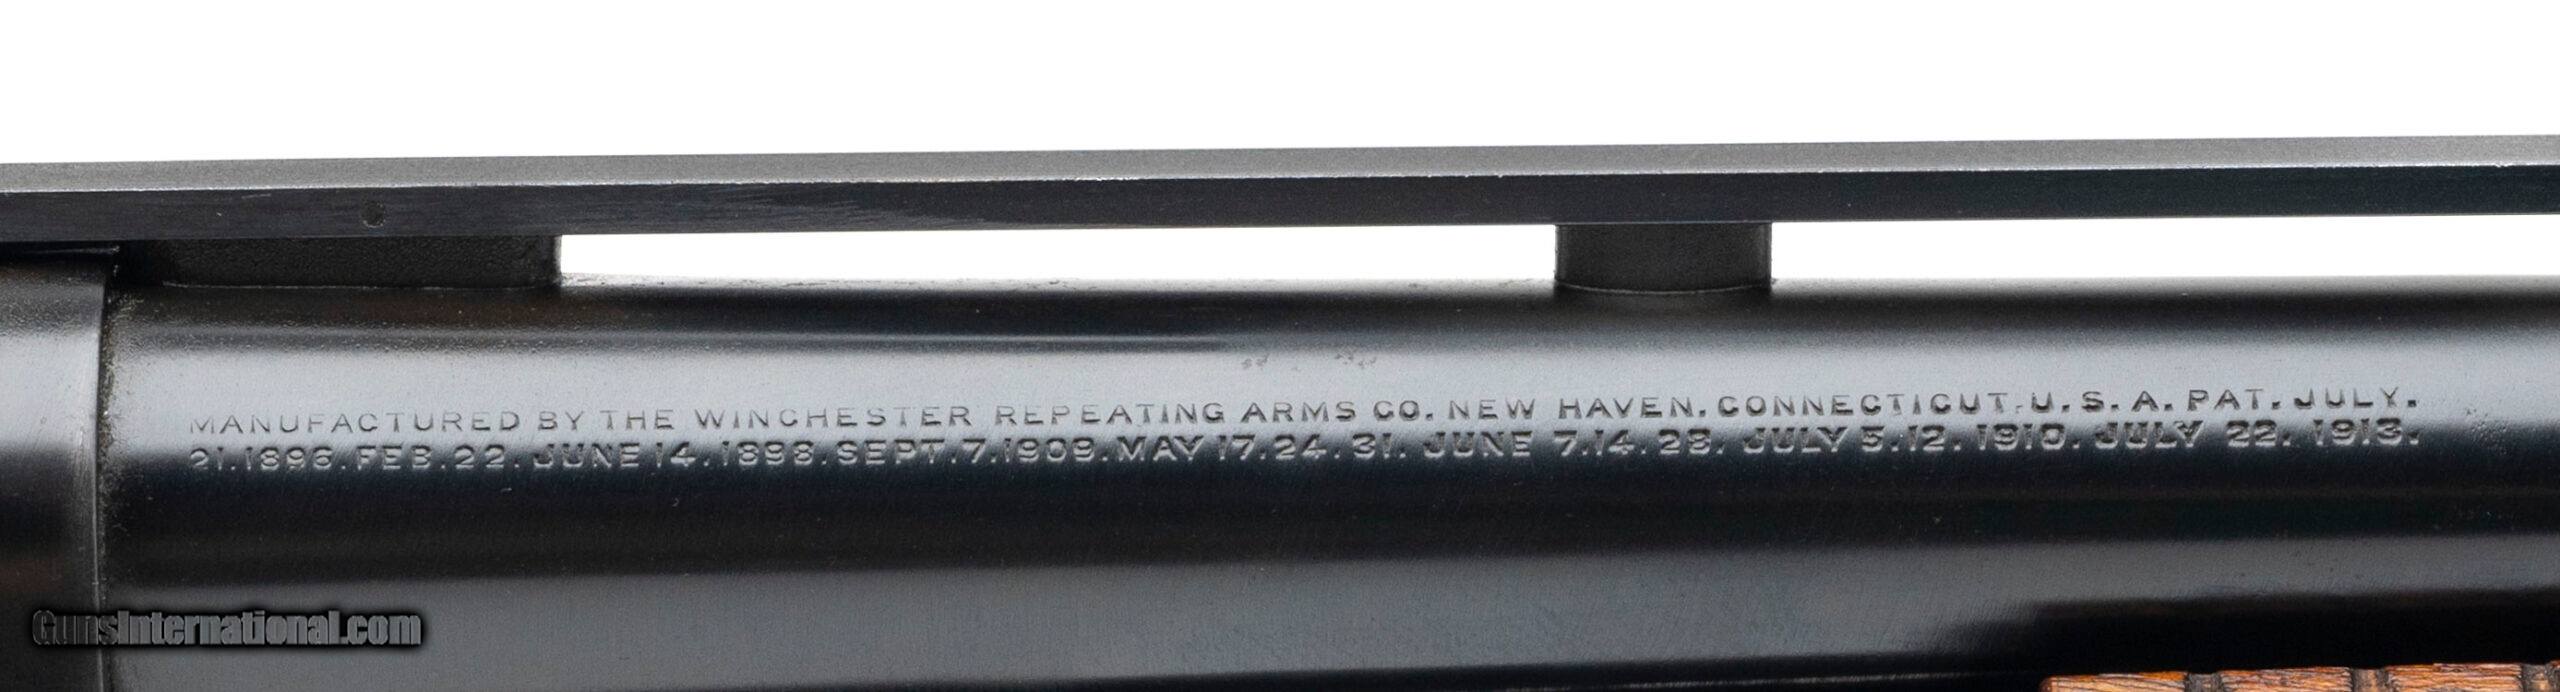 MANUFACTURED BY THE WINCHESTER REPEATING ARMS CO. NEW HAVEN. CONNECTICUT. U.S.A. PAT. JULY.
21.1896.FEB.22. JUNE 14.1898.SEPT.7.1909.MAY 17.24.31. JUNE 7.14.28. JULY 5.12.1910. JULY 22.1913.
GunsInternational.com